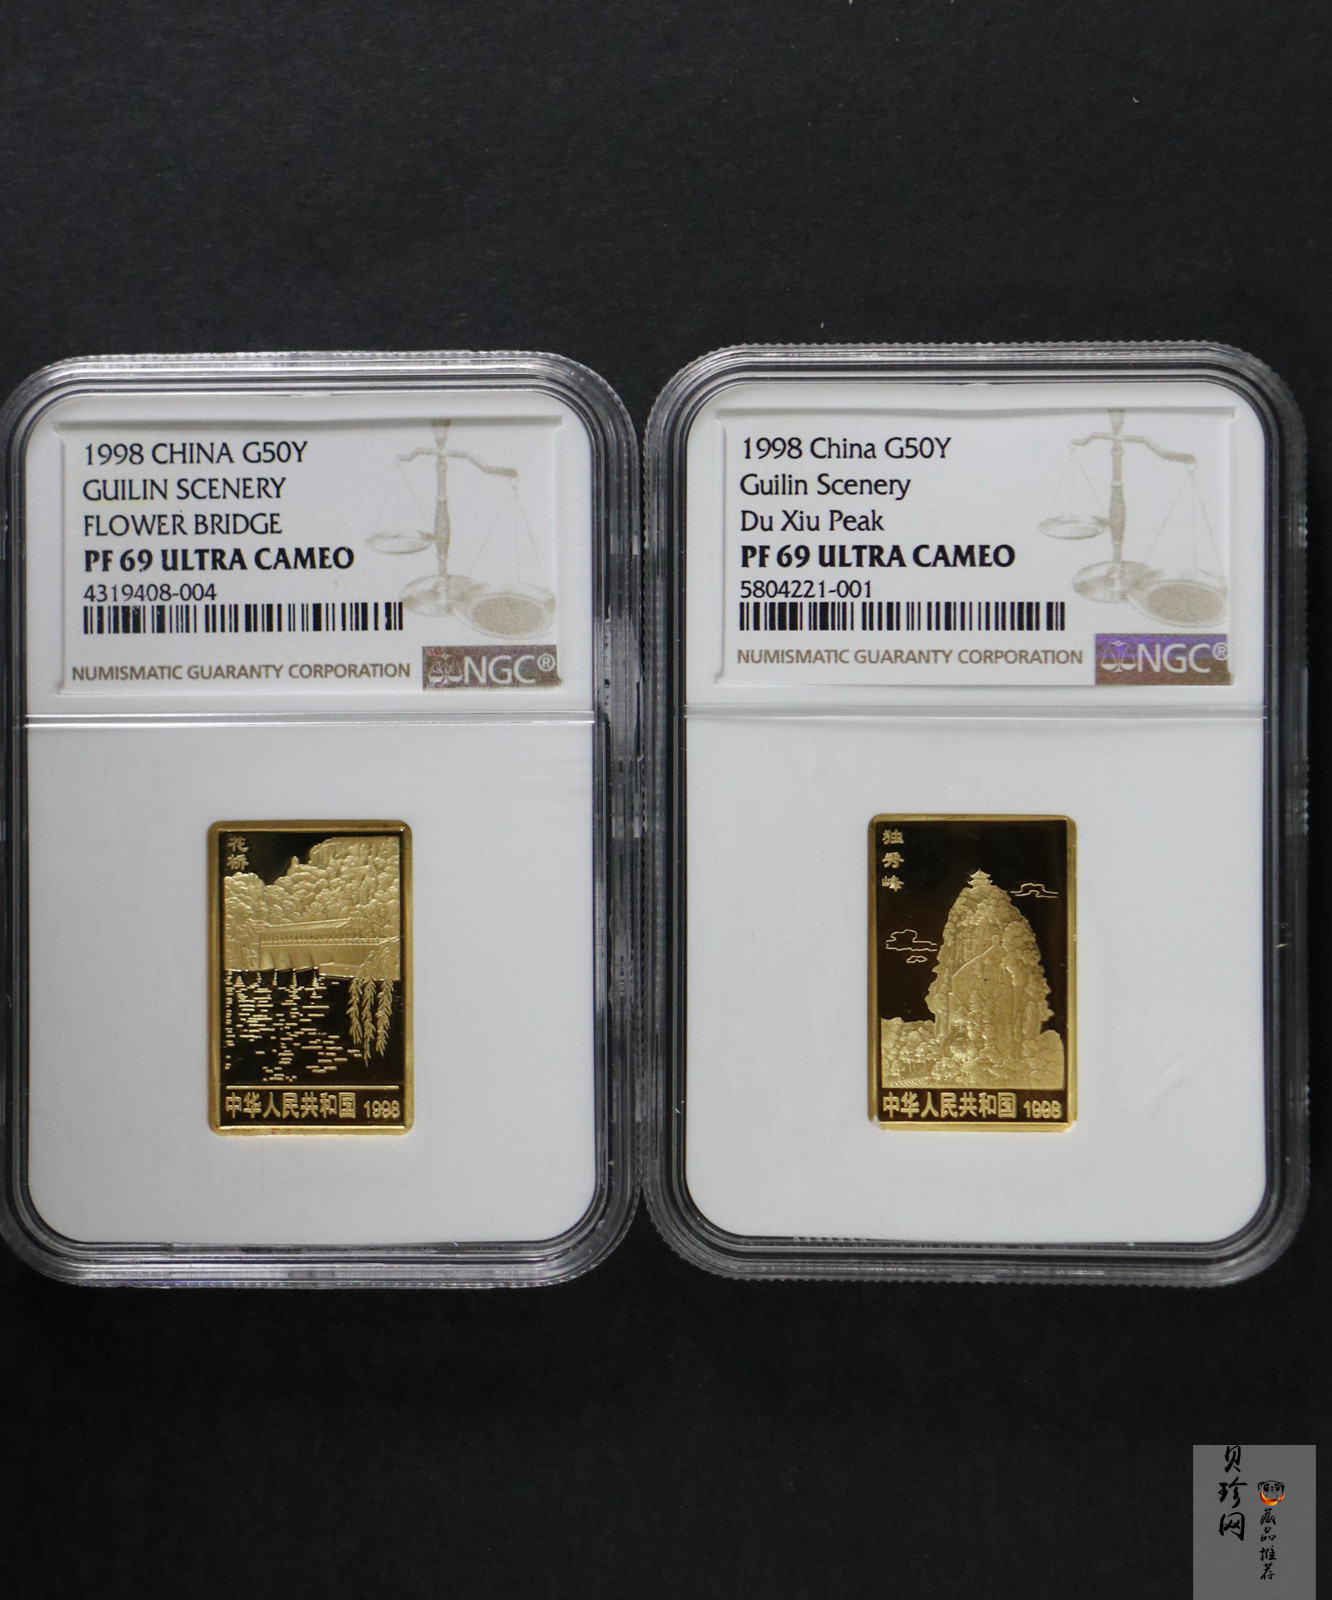 1998 CHINA G50Y
GUILIN SCENERY
FLOWER BRIDGE
PF 69 ULTRA CAMEO
4319408-004
NUMISMATIC GUARANTY CORPORATION
NGC®
花桥
中华人民共和国 1998
1998 China G50Y
Guilin Scenery
Du Xiu Peak
PF 69 ULTRA CAMEO
5804221-001
NUMISMATIC GUARANTY CORPORATION
NGC®
独秀峰
中华人民共和国 1998
贝珍网
藏品推荐